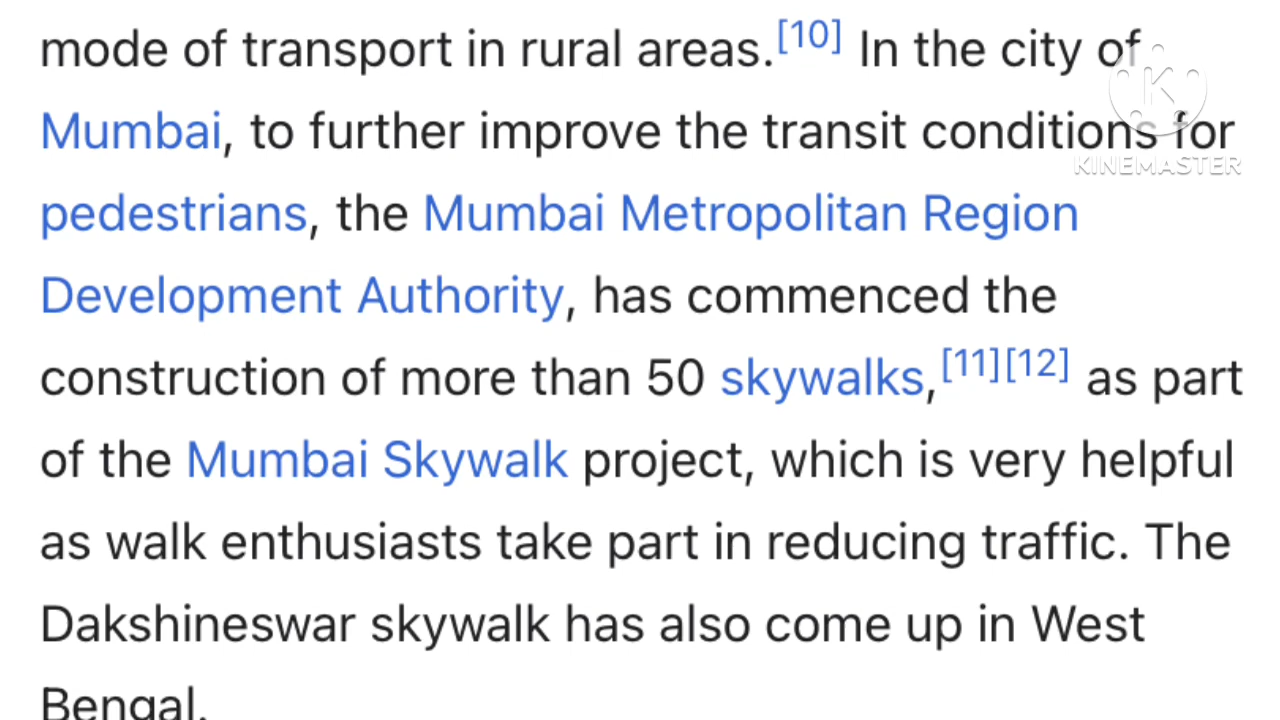 mode of transport in rural areas.[10] In the city of
Mumbai, to further improve the transit conditions for
KINEMASTER
pedestrians, the Mumbai Metropolitan Region
Development Authority, has commenced the
construction of more than 50 skywalks,[11][12] as part
of the Mumbai Skywalk project, which is very helpful
as walk enthusiasts take part in reducing traffic. The
Dakshineswar skywalk has also come up in West
Bengal.